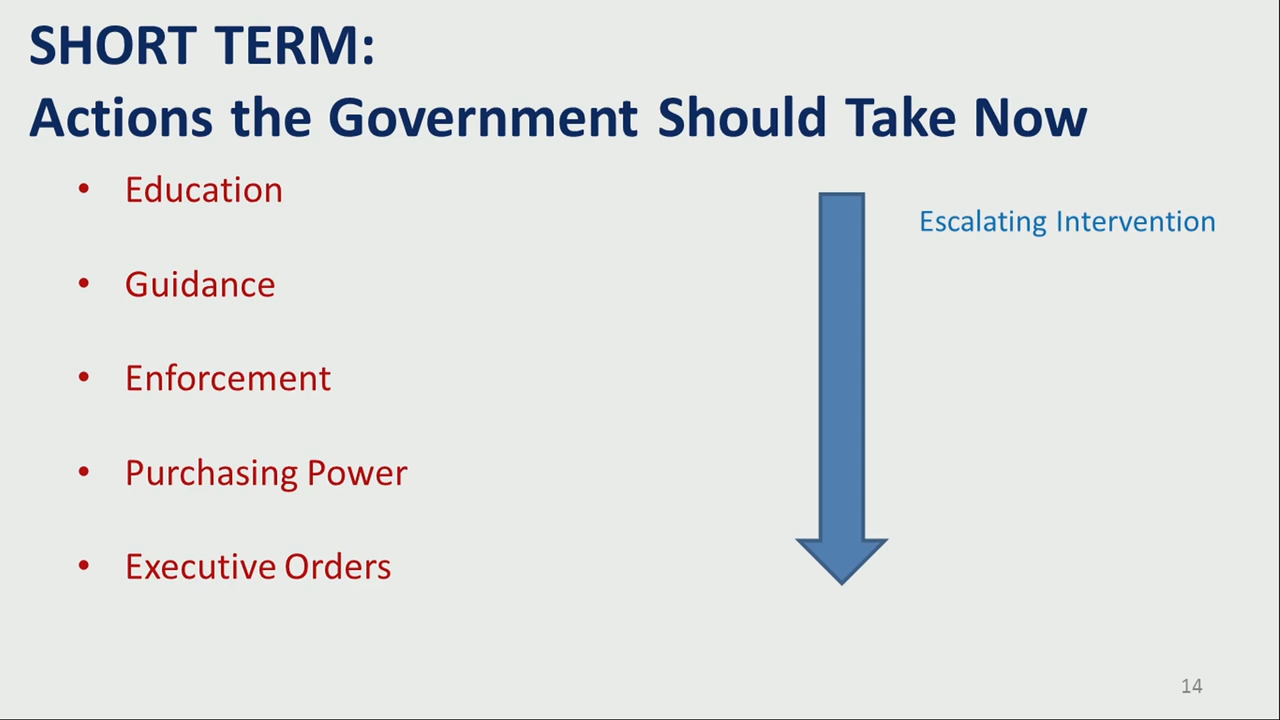 SHORT TERM:
Actions the Government Should Take Now
• Education
Escalating Intervention
• Guidance
• Enforcement
• Purchasing Power
• Executive Orders
14